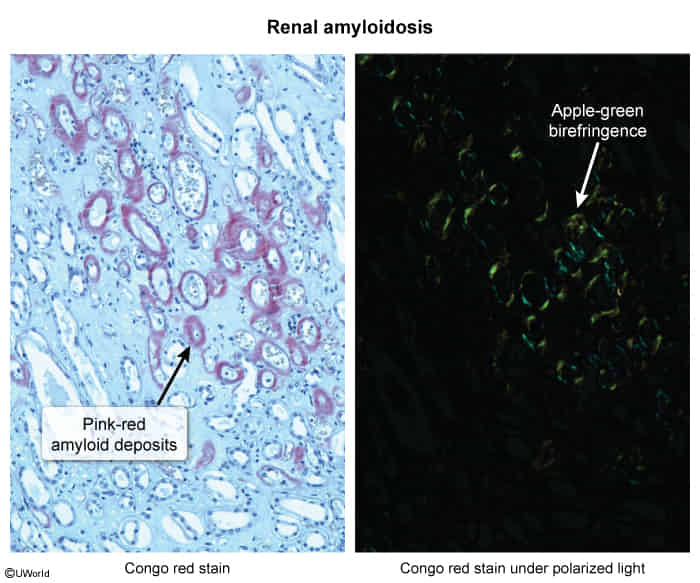 Renal amyloidosis
Apple-green
birefringence
Pink-red
amyloid deposits
Congo red stain
Congo red stain under polarized light
©UWorld